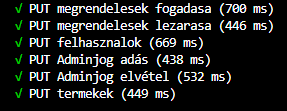 √ PUT megrendelesek fogadasa (700 ms)
√ PUT megrendelesek lezarasa (446 ms)
√ PUT felhasznalok (669 ms)
√ PUT Adminjog adás (438 ms)
√ PUT Adminjog elvétel (532 ms)
√ PUT termekek (449 ms)